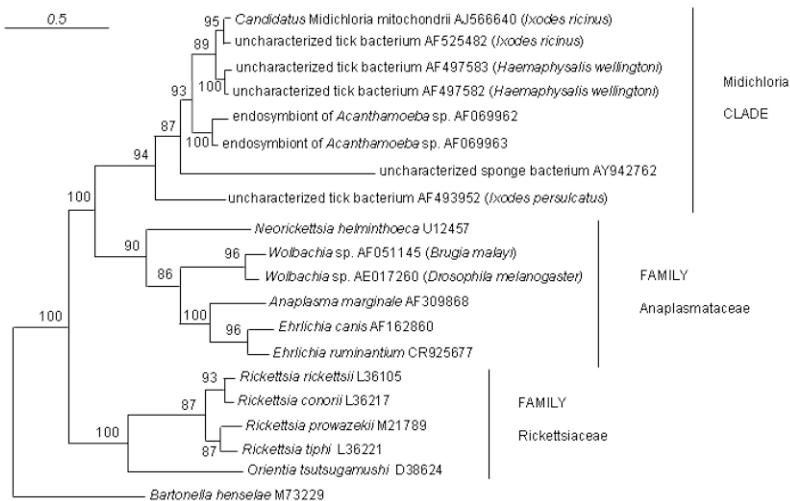 0.5
95
Candidatus Midichloria mitochondrii AJ566640 (Ixodes ricinus)
uncharacterized tick bacterium AF525482 (Ixodes ricinus)
89
uncharacterized tick bacterium AF497583 (Haemaphysalis wellingtoni)
100
uncharacterized tick bacterium AF497582 (Haemaphysalis wellingtoni)
93
endosymbiont of Acanthamoeba sp. AF069962
100
endosymbiont of Acanthamoeba sp. AF069963
87
uncharacterized sponge bacterium AY942762
94
uncharacterized tick bacterium AF493952 (Ixodes persulcatus)
Midichloria
CLADE
100
Neorickettsia helminthoeca U12457
90
96
Wolbachia sp. AF051145 (Brugia malayi)
Wolbachia sp. AE017260 (Drosophila melanogaster)
86
Anaplasma marginale AF309868
100
Ehrlichia canis AF162860
96
Ehrlichia ruminantium CR925677
FAMILY
Anaplasmataceae
100
93
Rickettsia rickettsii L36105
Rickettsia conorii L36217
87
Rickettsia prowazekii M21789
87
Rickettsia tiphi L36221
100
Orientia tsutsugamushi D38624
FAMILY
Rickettsiaceae
Bartonella henselae M73229